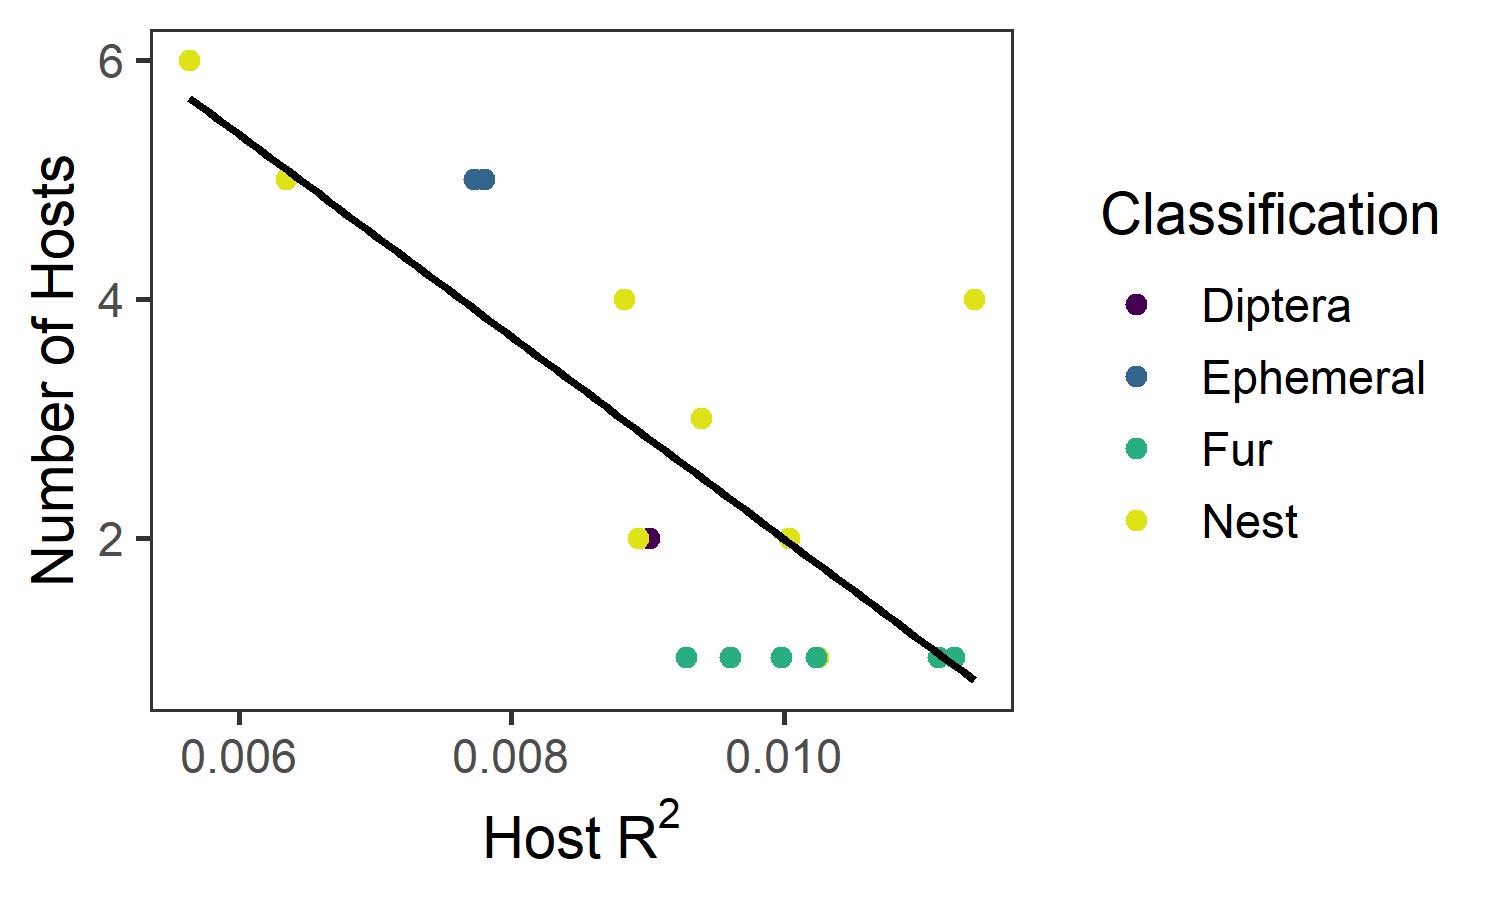 6
4
2
Number of Hosts
0.006 0.008 0.010
Host R²
Classification
Diptera
Ephemeral
Fur
Nest